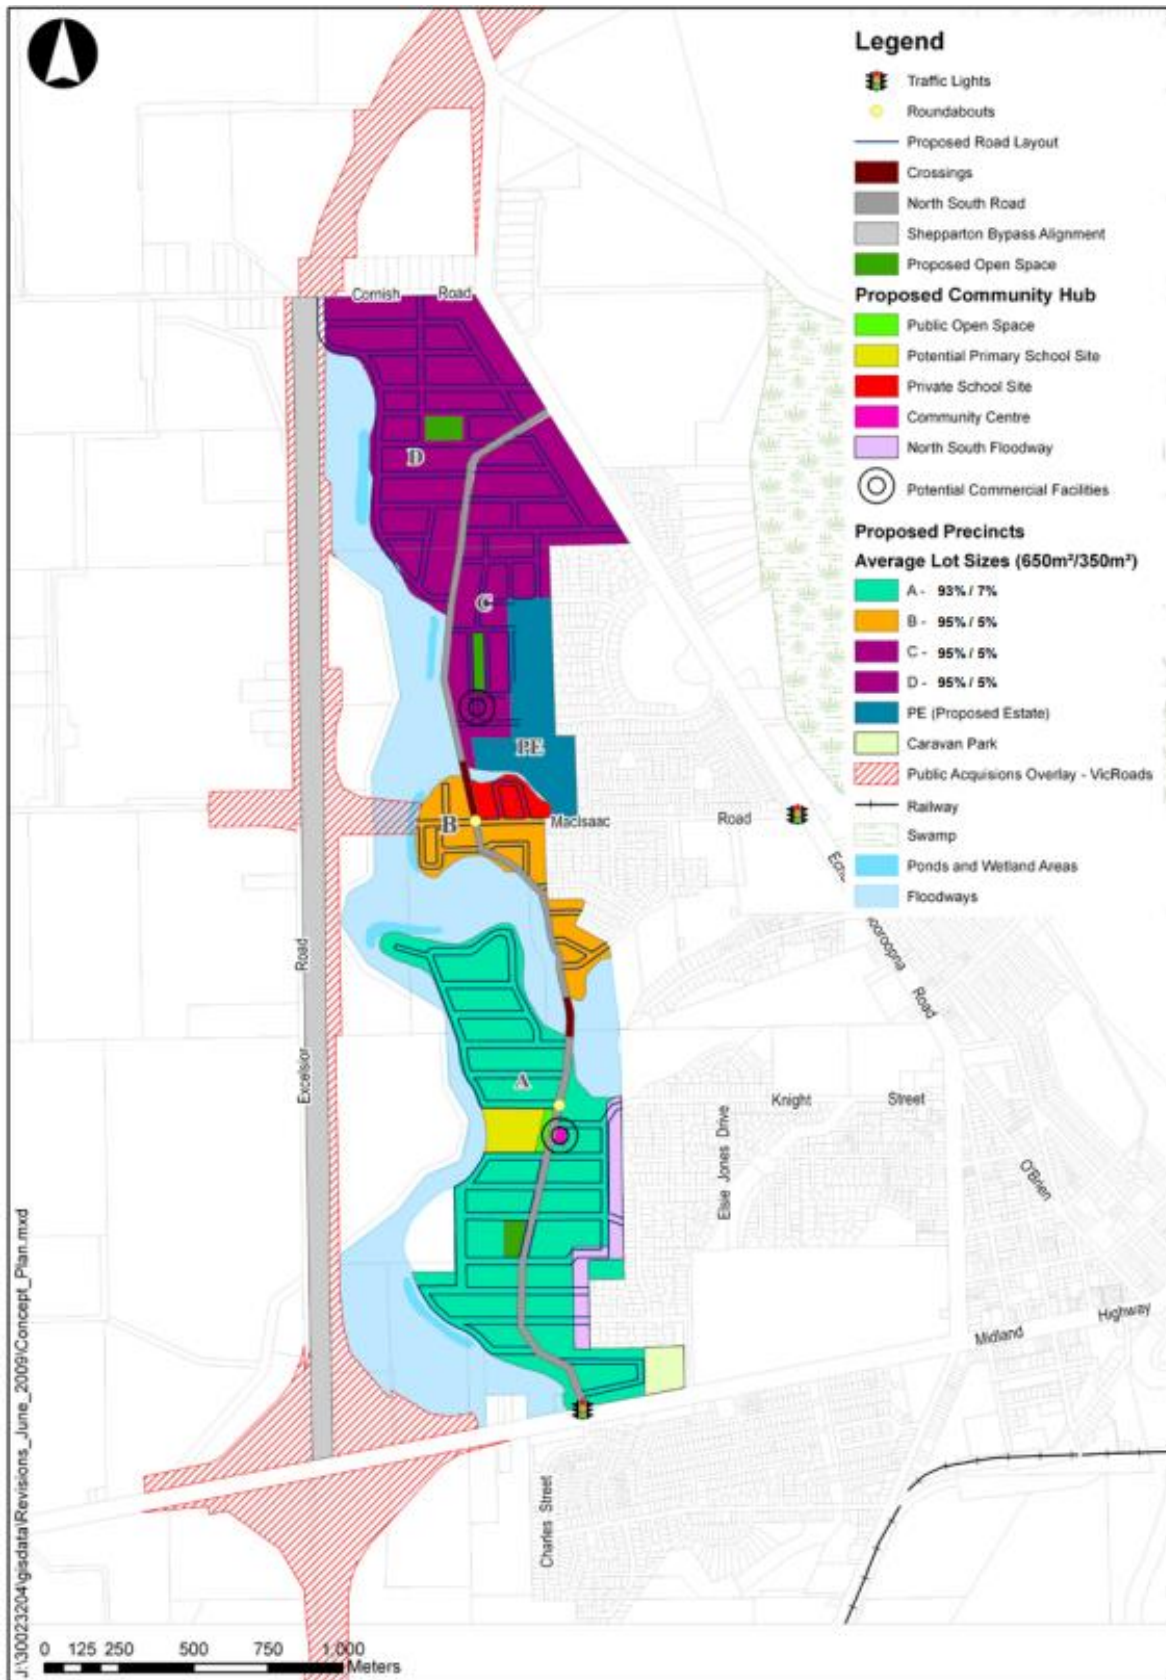 Legend
Traffic Lights
Roundabouts
Proposed Road Layout
Crossings
North South Road
Shepparton Bypass Alignment
Proposed Open Space
Proposed Community Hub
Public Open Space
Potential Primary School Site
Private School Site
Community Centre
North South Floodway
Potential Commercial Facilities
Proposed Precincts
Average Lot Sizes (650m²/350m²)
A - 93% / 7%
B - 95% / 5%
C - 95% / 5%
D - 95% / 5%
PE (Proposed Estate)
Caravan Park
Public Acquisions Overlay - VicRoads
Railway
Swamp
Ponds and Wetland Areas
Floodways
Cornish Road
D
C
PE
B
MacIsaac Road
Road
Excelsior
A
Road
Knight Street
Elsie Jones Drive
O'Brien
Midland Highway
Charles Street
J:\30023204\gisdata\Revisions_June_2009\Concept_Plan.mxd
0 125 250 500 750 1,000
Meters